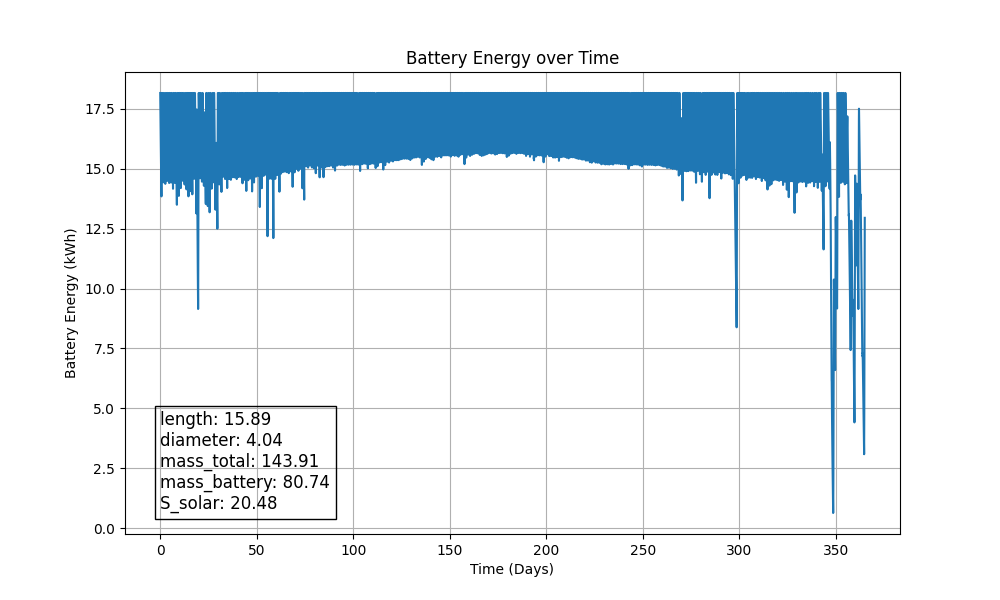 Battery Energy over Time
Battery Energy (kWh)
17.5
15.0
12.5
10.0
7.5
5.0
2.5
0.0
length: 15.89
diameter: 4.04
mass_total: 143.91
mass_battery: 80.74
S_solar: 20.48
0 50 100 150 200 250 300 350
Time (Days)